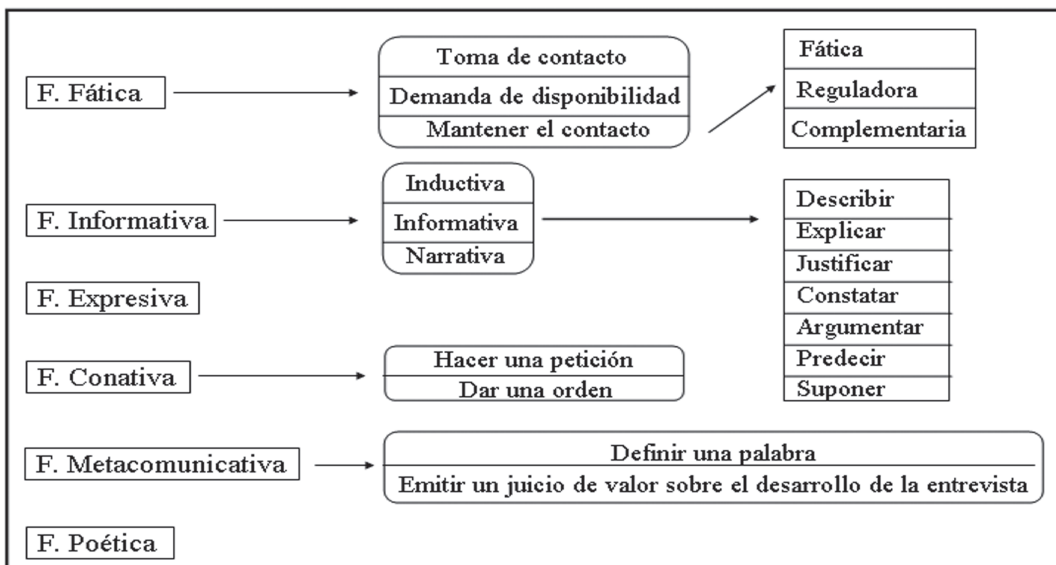 F. Fática
Toma de contacto
Demanda de disponibilidad
Mantener el contacto
Fática
Reguladora
Complementaria
F. Informativa
Inductiva
Informativa
Narrativa
Describir
Explicar
Justificar
Constatar
Argumentar
Predecir
Suponer
F. Expresiva
F. Conativa
Hacer una petición
Dar una orden
F. Metacomunicativa
Definir una palabra
Emitir un juicio de valor sobre el desarrollo de la entrevista
F. Poética